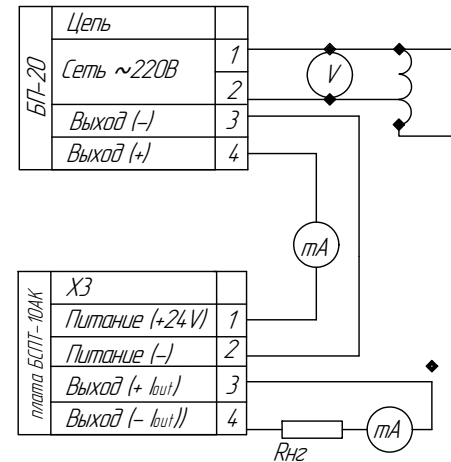 БП-20
Цепь
Сеть ~220В 1
2
Выход (-) 3
Выход (+) 4
V
mA
плата БСПТ-10АК
X3
Питание (+24V) 1
Питание (-) 2
Выход (+ Iout) 3
Выход (- Iout)) 4
Rнг
mA